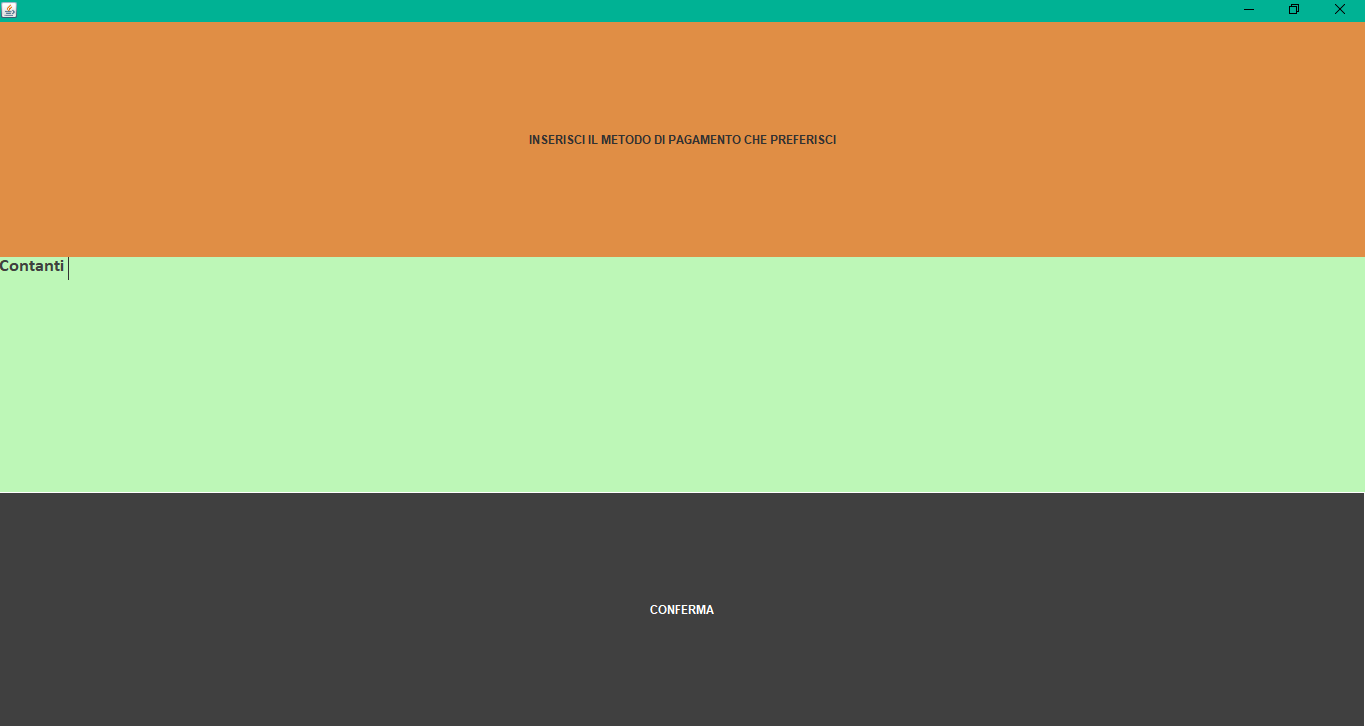 INSERISCI IL METODO DI PAGAMENTO CHE PREFERISCI
Contanti
CONFERMA